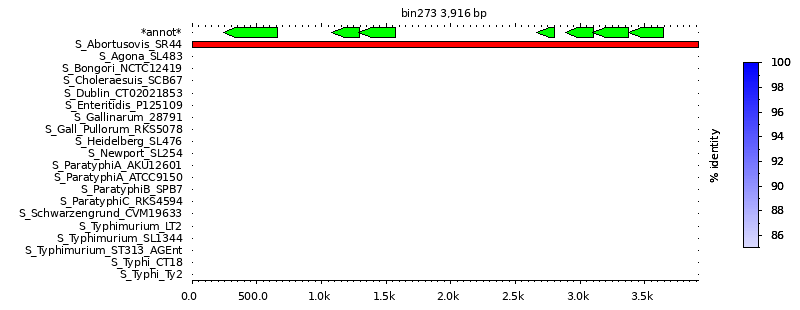 bin273 3,916 bp
*annot*
S_Abortusovis_SR44
S_Agona_SL483
S_Bongori_NCTC12419
S_Choleraesuis_SCB67
S_Dublin_CT02021853
S_Enteritidis_P125109
S_Gallinarum_28791
S_Gall_Pullorum_RKS5078
S_Heidelberg_SL476
S_Newport_SL254
S_ParatyphiA_AKU12601
S_ParatyphiA_ATCC9150
S_ParatyphiB_SPB7
S_ParatyphiC_RKS4594
S_Schwarzengrund_CVM19633
S_Typhimurium_LT2
S_Typhimurium_SL1344
S_Typhimurium_ST313_AGEnt
S_Typhi_CT18
S_Typhi_Ty2
0.0 500.0 1.0k 1.5k 2.0k 2.5k 3.0k 3.5k
% identity
100
98
96
94
92
90
88
86